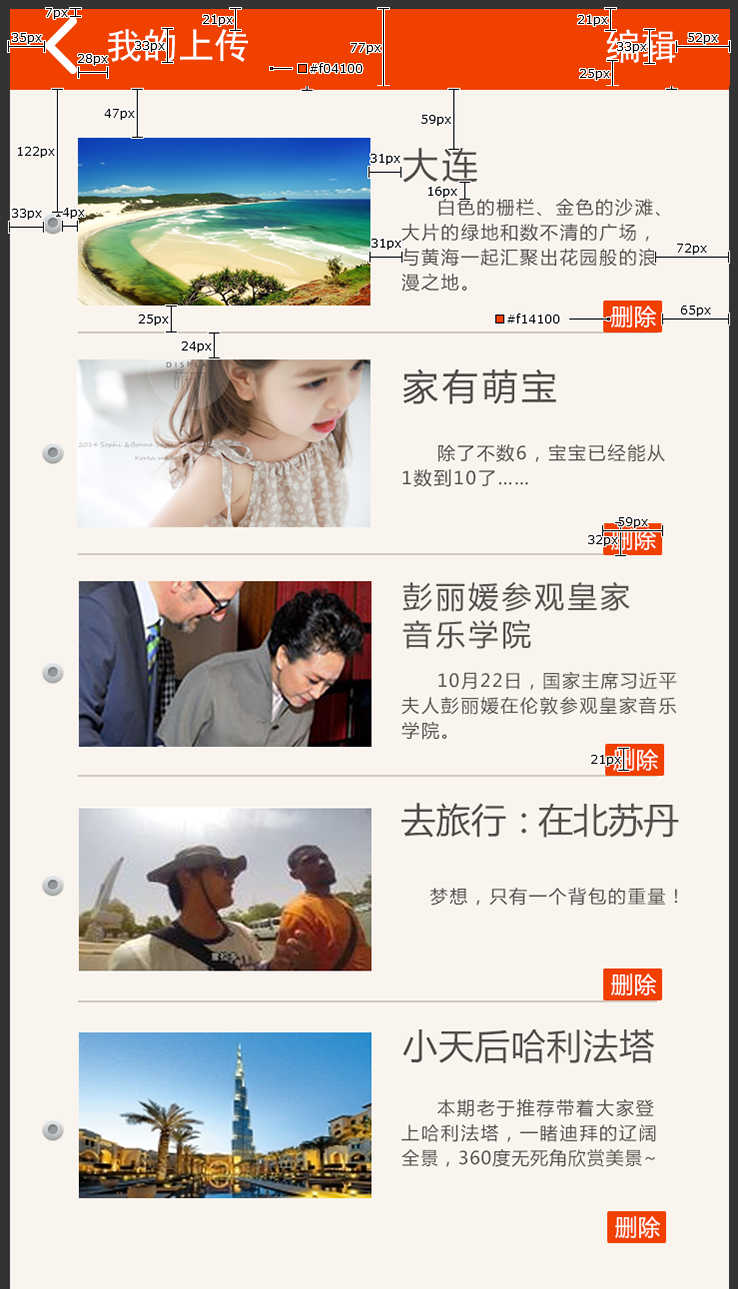 7px
21px
21px
35px
我的上传
33px
28px
77px
#f04100
编辑
33px
52px
25px
47px
59px
122px
31px
大连
16px
33px
4px
白色的栅栏、金色的沙滩、
大片的绿地和数不清的广场，
31px
与黄海一起汇聚出花园般的浪
72px
漫之地。
25px
#f14100
删除
65px
24px
DISPLA
家有萌宝
2014 Sophi & Bonne
Korea
除了不数6，宝宝已经能从
1数到10了……
59px
32px
删除
彭丽媛参观皇家
音乐学院
10月22日，国家主席习近平
夫人彭丽媛在伦敦参观皇家音乐
学院。
21px
删除
去旅行：在北苏丹
梦想，只有一个背包的重量！
删除
小天后哈利法塔
本期老于推荐带着大家登
上哈利法塔，一睹迪拜的辽阔
全景，360度无死角欣赏美景~
删除